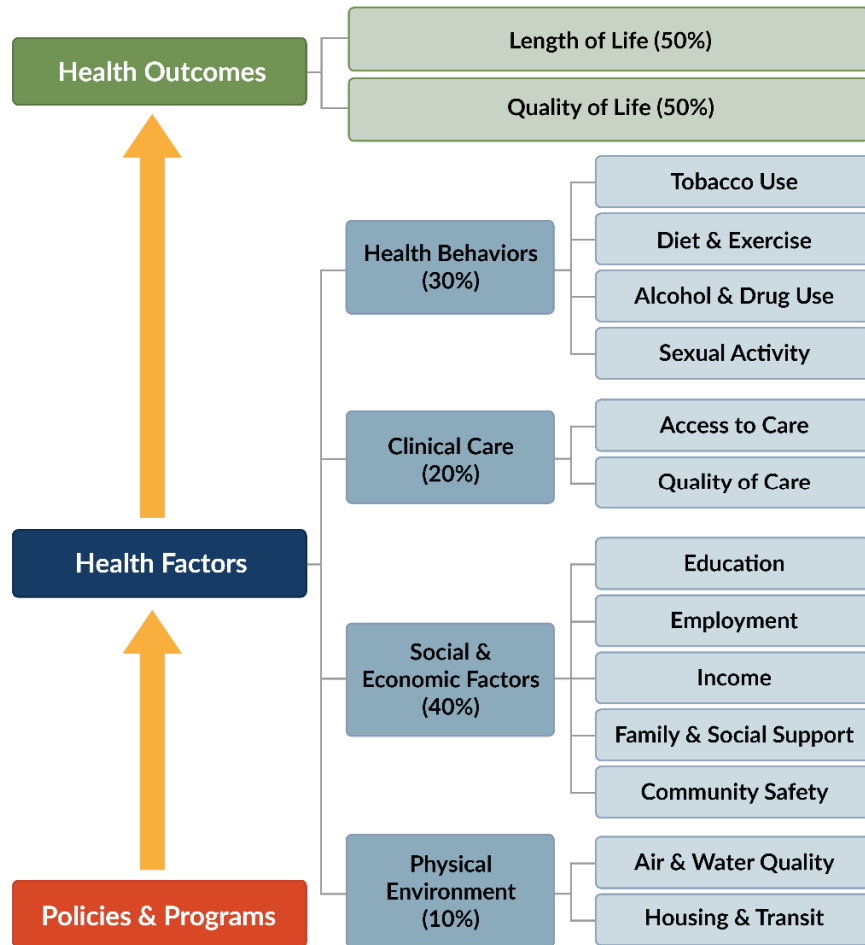 Health Outcomes
Length of Life (50%)
Quality of Life (50%)
Health Factors
Health Behaviors
(30%)
Tobacco Use
Diet & Exercise
Alcohol & Drug Use
Sexual Activity
Clinical Care
(20%)
Access to Care
Quality of Care
Social &
Economic Factors
(40%)
Education
Employment
Income
Family & Social Support
Community Safety
Physical
Environment
(10%)
Air & Water Quality
Housing & Transit
Policies & Programs